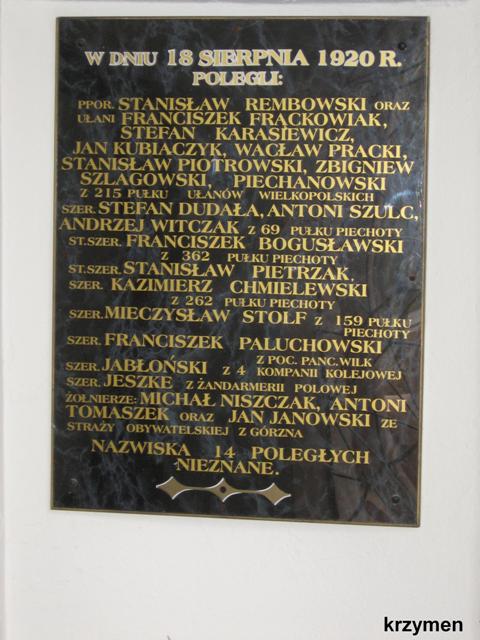 W DNIU 18 SIERPNIA 1920 R.
POLEGLI:
PPOR. STANISŁAW REMBOWSKI ORAZ
UŁANI FRANCISZEK FRĄCKOWIAK,
STEFAN KARASIEWICZ,
JAN KUBIACZYK, WACŁAW PRACKI,
STANISŁAW PIOTROWSKI, ZBIGNIEW
SZLAGOWSKI, PIECHANOWSKI
Z 215 PUŁKU UŁANÓW WIELKOPOLSKICH
SZER. STEFAN DUDAŁA, ANTONI SZULC,
ANDRZEJ WITCZAK Z 69 PUŁKU PIECHOTY
ST.SZER. FRANCISZEK BOGUSŁAWSKI
Z 362 PUŁKU PIECHOTY
ST.SZER. STANISŁAW PIETRZAK.
SZER. KAZIMIERZ CHMIELEWSKI
Z 262 PUŁKU PIECHOTY
SZER. MIECZYSŁAW STOLF Z 159 PUŁKU
PIECHOTY
SZER. FRANCISZEK PALUCHOWSKI
Z POC. PANC. WILK
SZER. JABŁOŃSKI Z 4 KOMPANII KOLEJOWEJ
SZER. JESZKE Z ŻANDARMERII POLOWEJ
ŻOŁNIERZE: MICHAŁ NISZCZAK, ANTONI
TOMASZEK ORAZ JAN JANOWSKI ZE
STRAŻY OBYWATELSKIEJ Z GÓRZNA
NAZWISKA 14 POLEGŁYCH
NIEZNANE.
krzymen